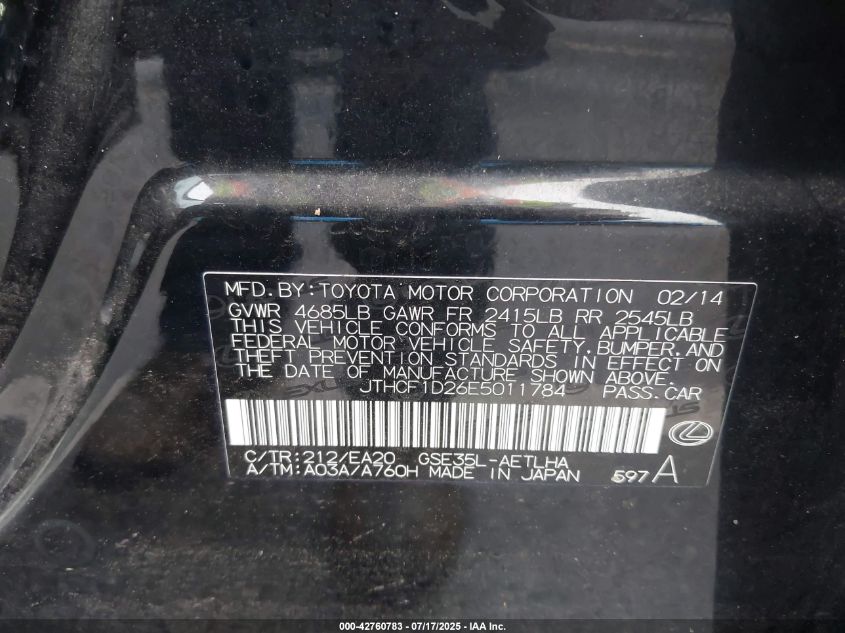 MFD. BY: TOYOTA MOTOR CORPORATION 02/14
GVWR 4685LB GAWR FR 2415LB RR 2545LB
THIS VEHICLE CONFORMS TO ALL APPLICABLE
FEDERAL MOTOR VEHICLE SAFETY, BUMPER, AND
THEFT PREVENTION STANDARDS IN EFFECT ON
THE DATE OF MANUFACTURE SHOWN ABOVE.
JTHCF1D26E5011784 PASS. CAR
C/TR: 212/EA20 GSE35L-AETLHA
A/TM: A03A/A760H MADE IN JAPAN 597A
000-42760783 - 07/17/2025 - IAA Inc.